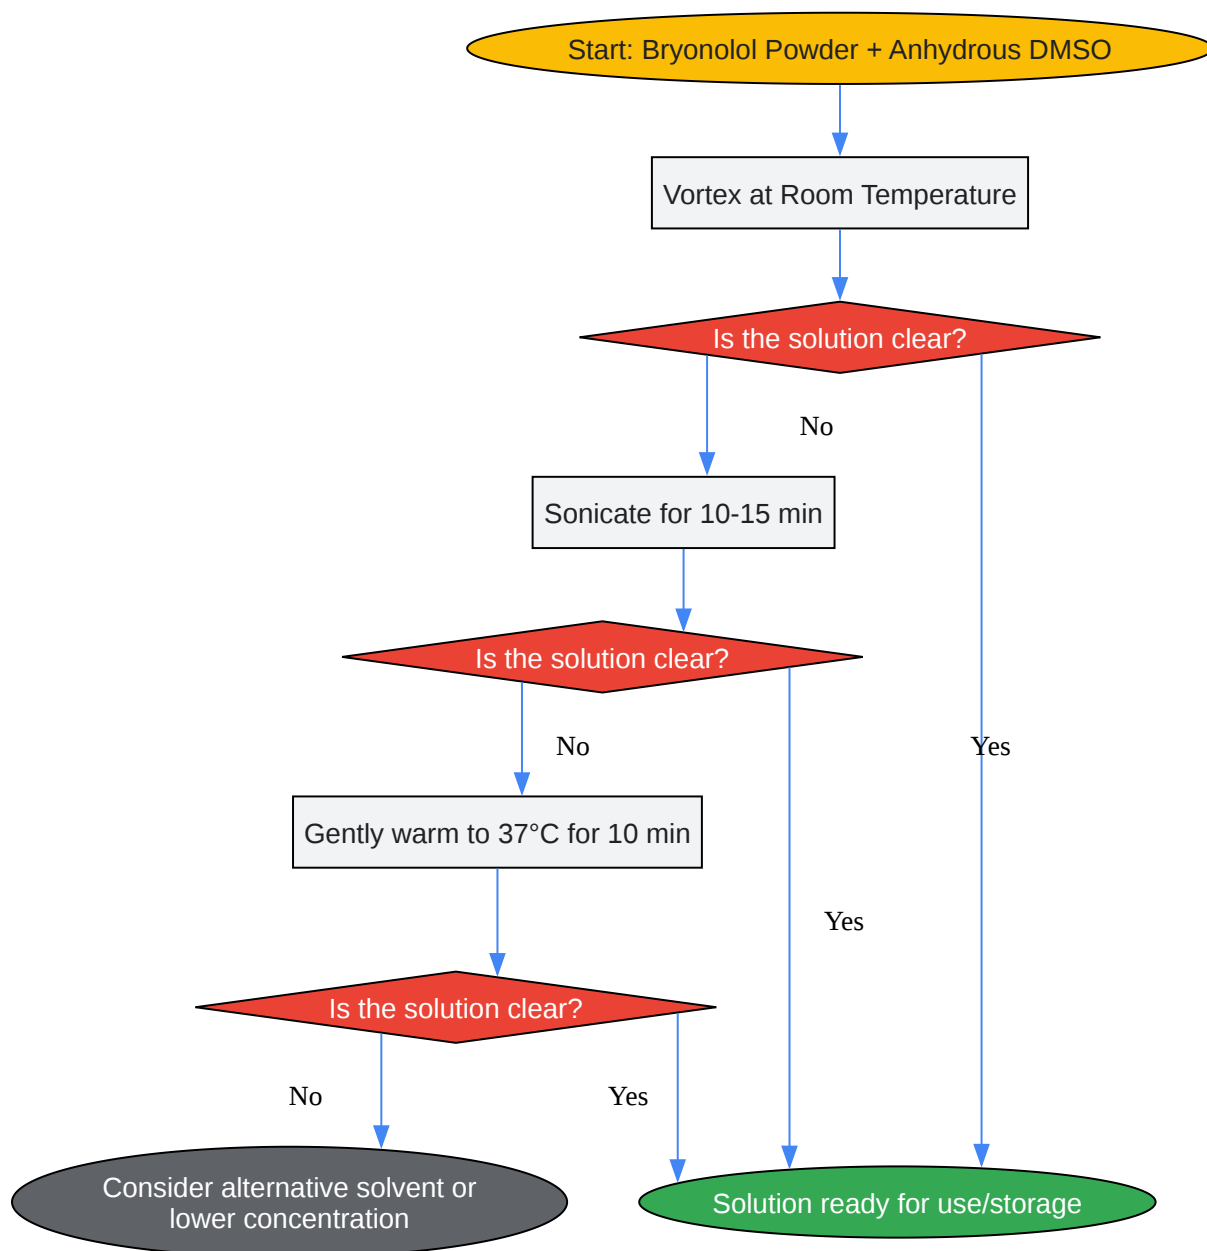 Start: Bryonolol Powder + Anhydrous DMSO
Vortex at Room Temperature
Is the solution clear?
No
Sonicate for 10-15 min
Is the solution clear?
No
Yes
Gently warm to 37°C for 10 min
Yes
Is the solution clear?
No
Yes
Consider alternative solvent or
lower concentration
Solution ready for use/storage